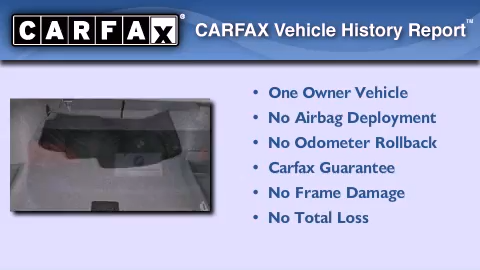 CARFAX®
CARFAX Vehicle History Report™
• One Owner Vehicle
• No Airbag Deployment
• No Odometer Rollback
• Carfax Guarantee
• No Frame Damage
• No Total Loss